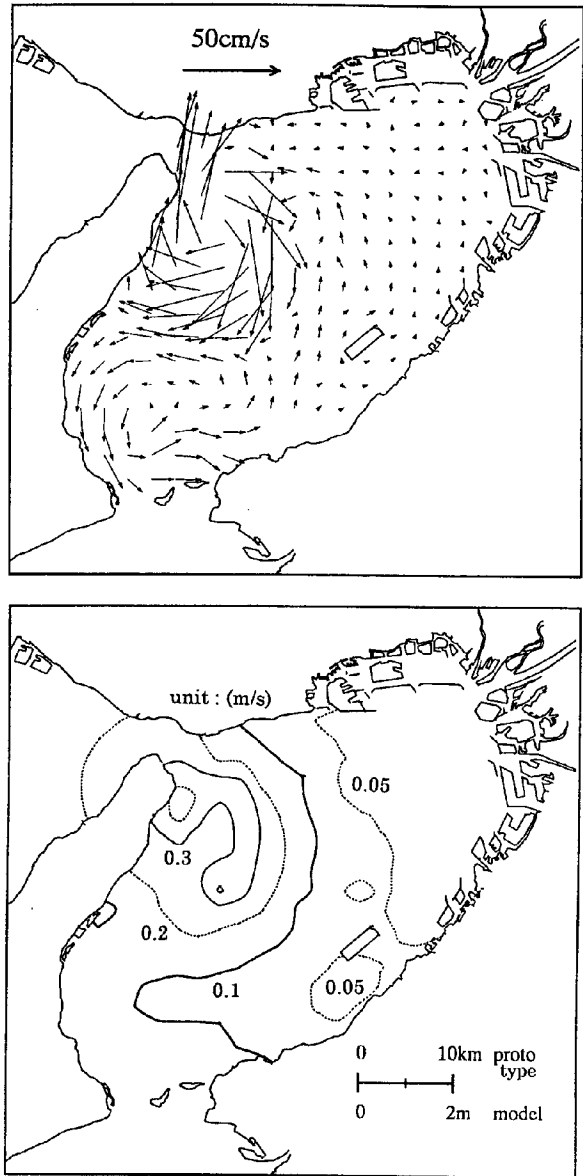 50cm/s
unit : (m/s)
0.05
0.3
0.2
0.1
0.05
0 10km proto
type
0 2m model